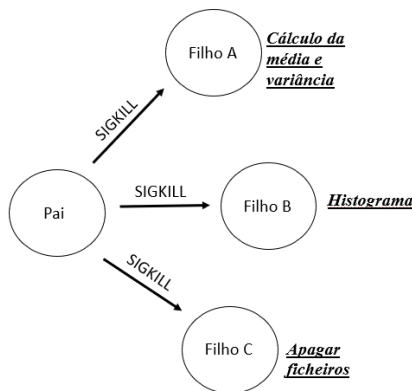 Filho A
Cálculo da
média e
variância
SIGKILL
Pai
SIGKILL
Filho B
Histograma
SIGKILL
Filho C
Apagar
ficheiros